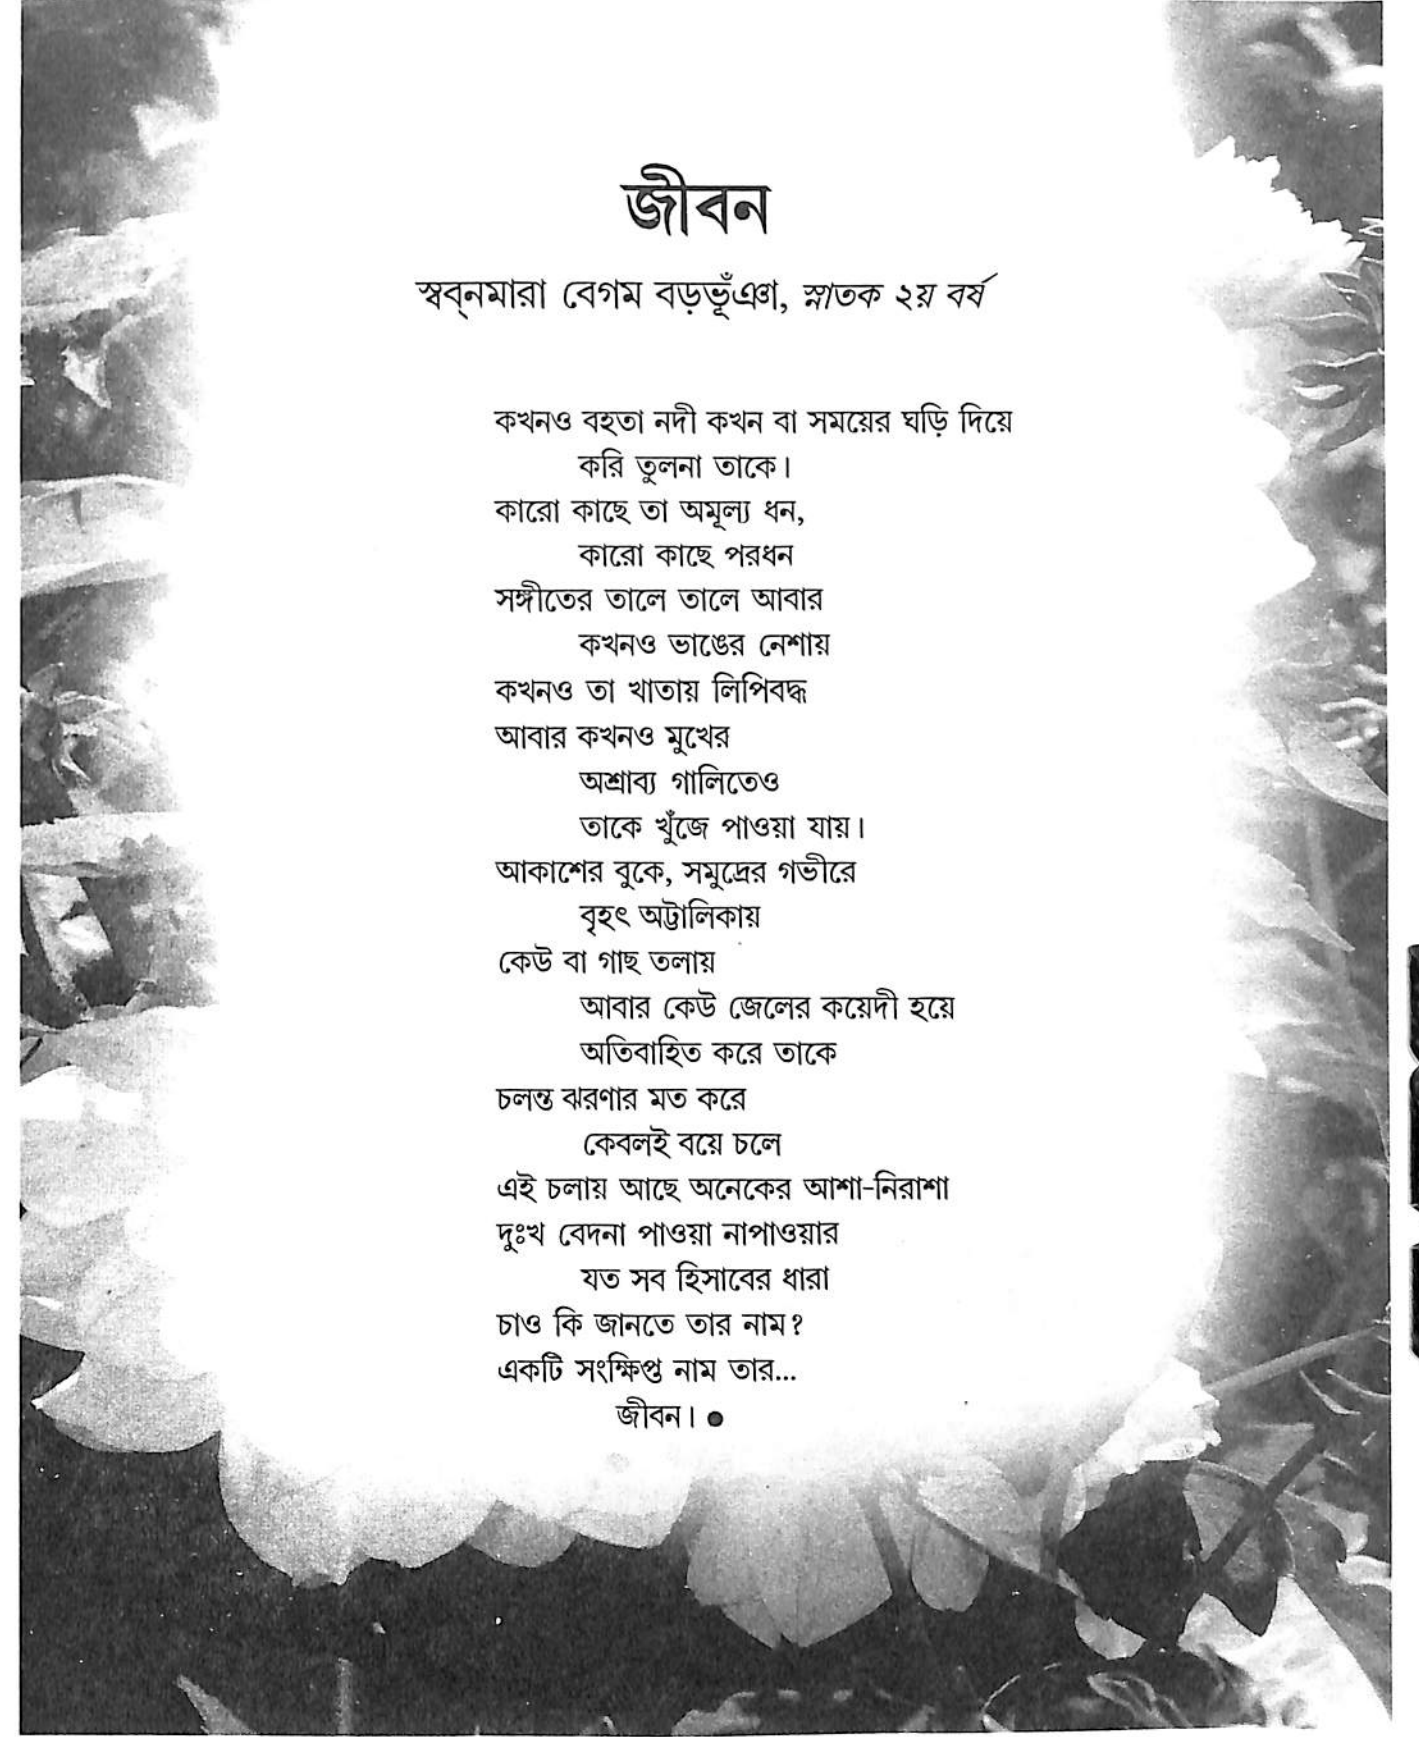 জীবন
স্বব্নমারা বেগম বড়ভূঁঞা, স্নাতক ২য় বর্ষ
কখনও বহতা নদী কখন বা সময়ের ঘড়ি দিয়ে
করি তুলনা তাকে।
কারো কাছে তা অমূল্য ধন,
কারো কাছে পরধন
সঙ্গীতের তালে তালে আবার
কখনও ভাঙের নেশায়
কখনও তা খাতায় লিপিবদ্ধ
আবার কখনও মুখের
অশ্রাব্য গালিতেও
তাকে খুঁজে পাওয়া যায়।
আকাশের বুকে, সমুদ্রের গভীরে
বৃহৎ অট্টালিকায়
কেউ বা গাছ তলায়
আবার কেউ জেলের কয়েদী হয়ে
অতিবাহিত করে তাকে
চলন্ত ঝরণার মত করে
কেবলই বয়ে চলে
এই চলায় আছে অনেকের আশা-নিরাশা
দুঃখ বেদনা পাওয়া নাপাওয়ার
যত সব হিসাবের ধারা
চাও কি জানতে তার নাম?
একটি সংক্ষিপ্ত নাম তার...
জীবন। ●